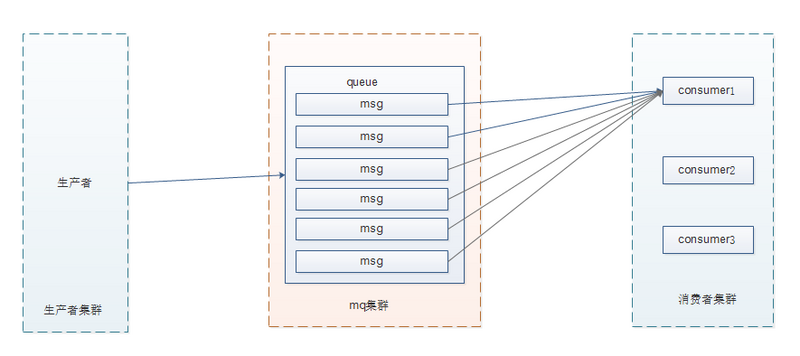 生产者
生产者集群
queue
msg
msg
msg
msg
msg
msg
mq集群
consumer1
consumer2
consumer3
消费者集群